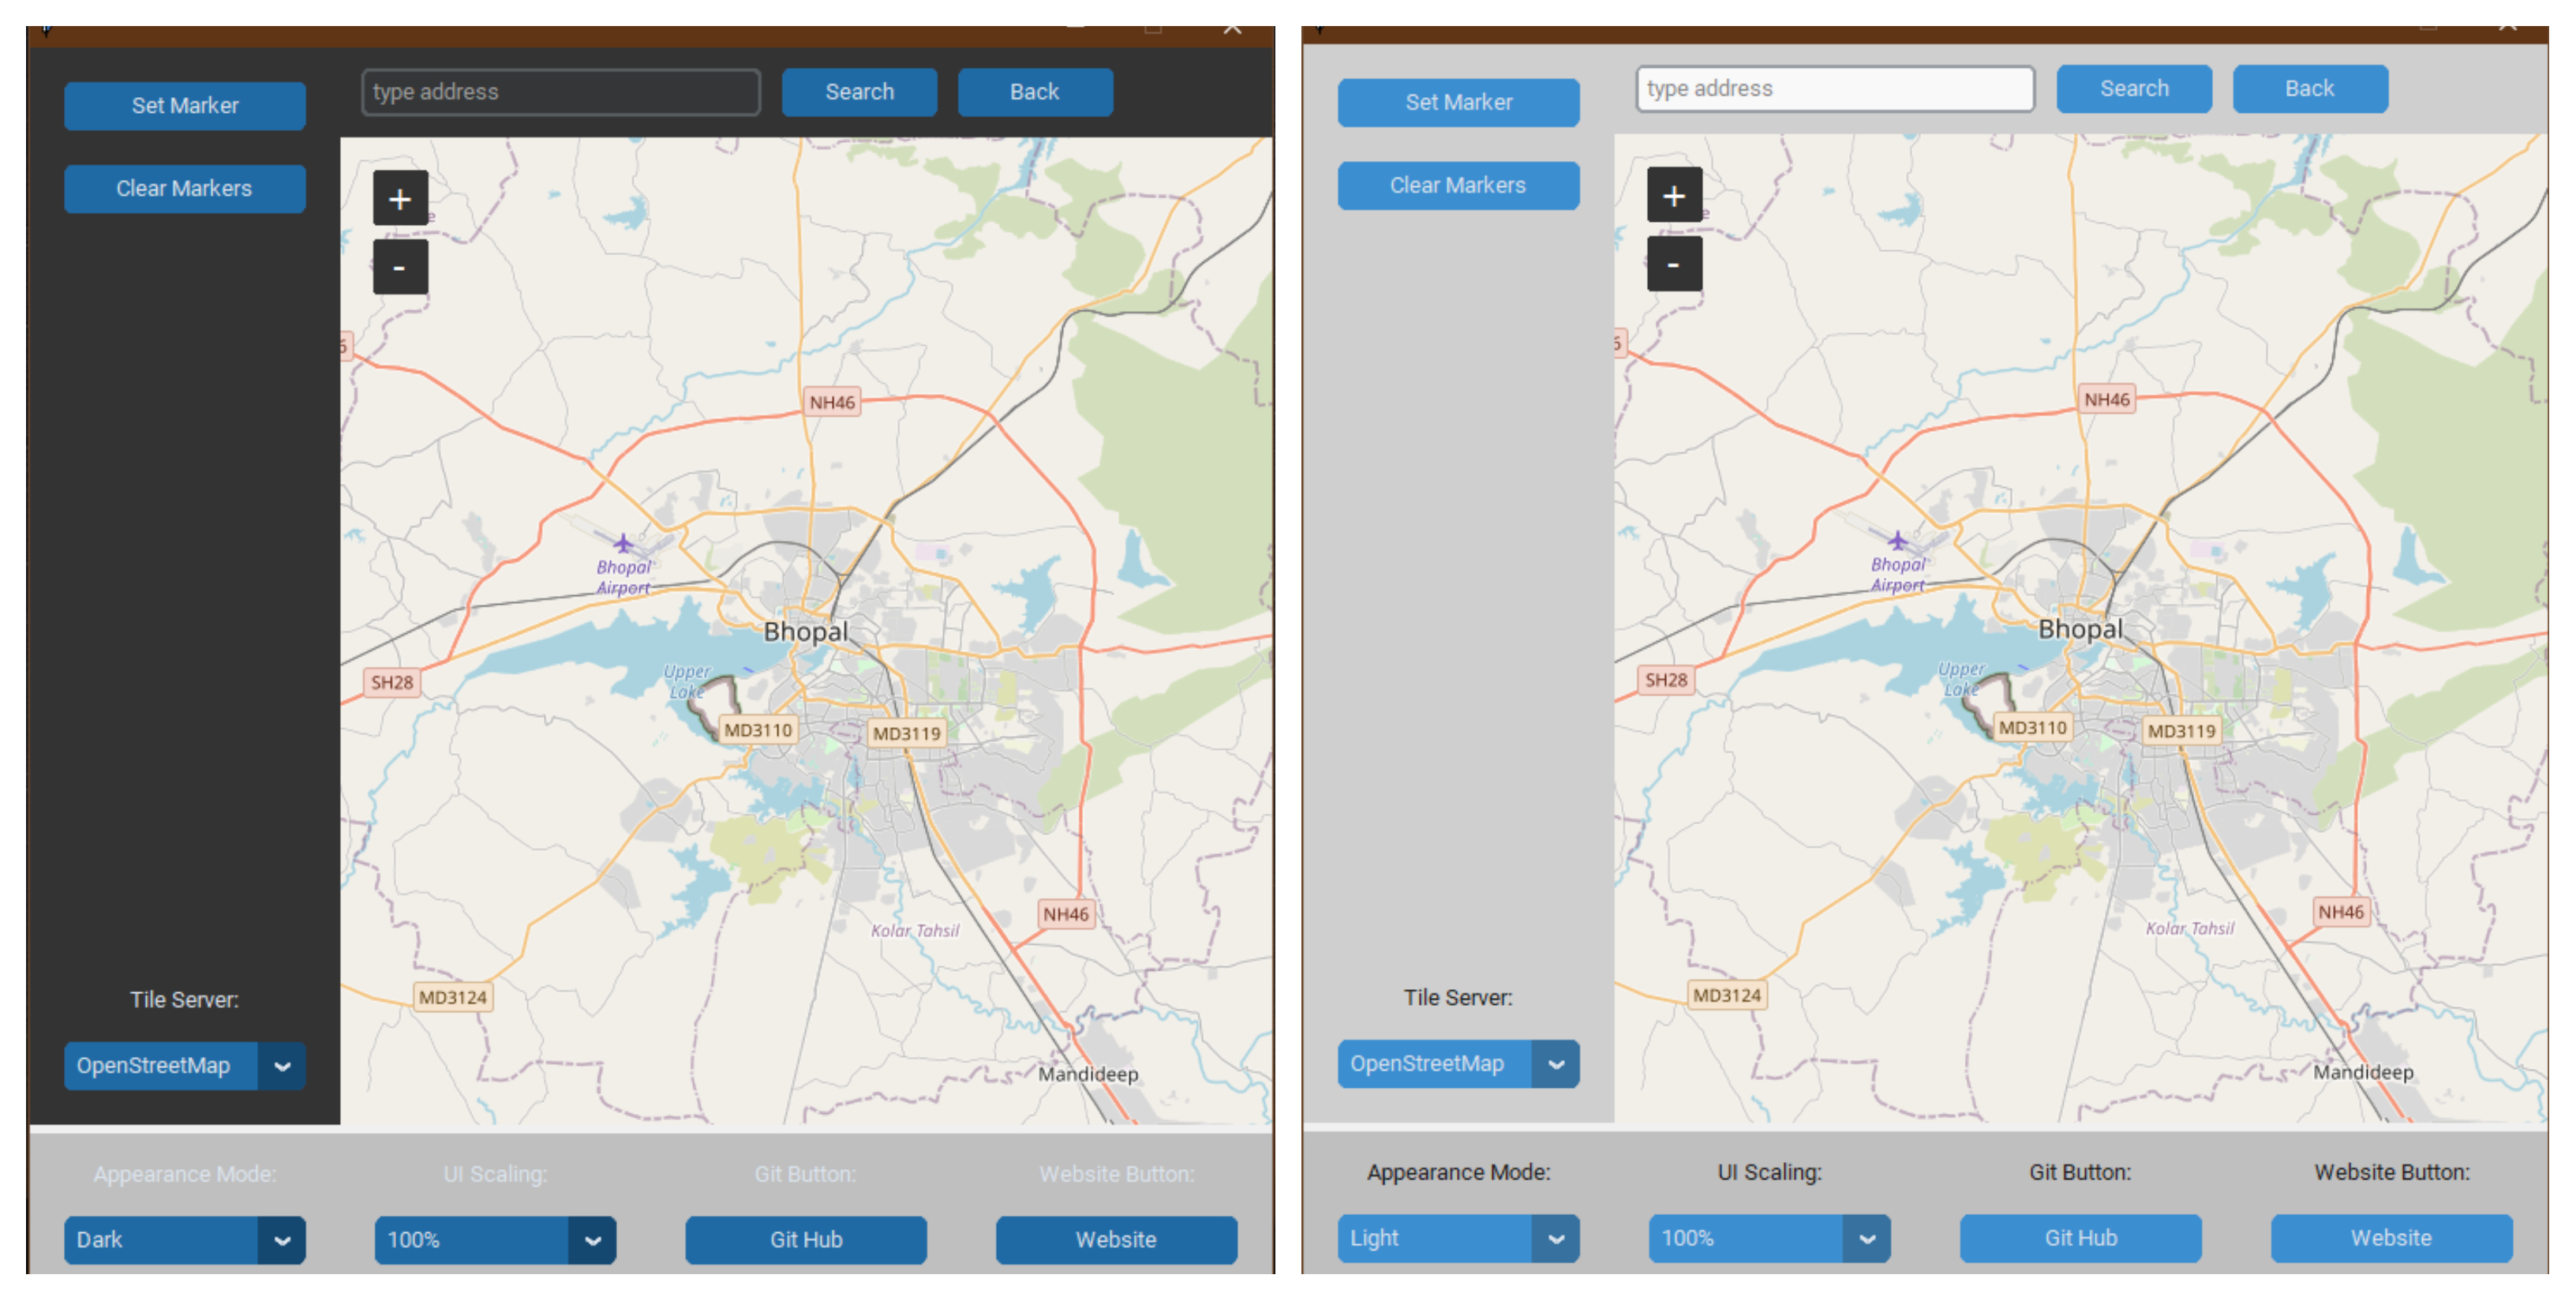 Set Marker
type address
Search
Back
Clear Markers
+
-
NH46
Bhopal
Airport
Bhopal
Upper
Lake
SH28
MD3110
MD3119
NH46
Kolar Tahsil
MD3124
Mandideep
Tile Server:
OpenStreetMap
Appearance Mode:
UI Scaling:
Git Button:
Website Button:
Dark
100%
Git Hub
Website
Set Marker
type address
Search
Back
Clear Markers
+
-
NH46
Bhopal
Airport
Bhopal
Upper
Lake
SH28
MD3110
MD3119
NH46
Kolar Tahsil
MD3124
Mandideep
Tile Server:
OpenStreetMap
Appearance Mode:
UI Scaling:
Git Button:
Website Button:
Light
100%
Git Hub
Website